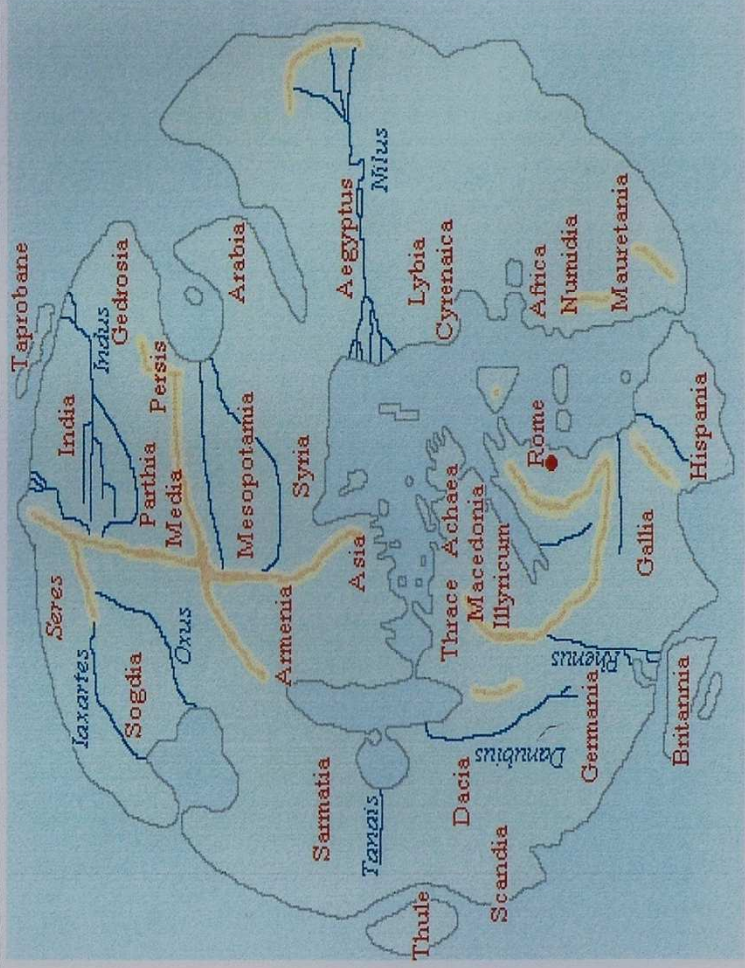 Taprobane
India
Indus
Gedrosia
Seres
Parthia
Persis
Media
Iaxartes
Sogdia
Oxus
Mesopotamia
Arabia
Armenia
Syria
Sarmatia
Asia
Aegyptus
Tanais
Nilus
Thule
Lybia
Cyrenaica
Thrace Achaea
Macedonia
Illyricum
Dacia
Scandia
Danubius
Germania
Rhenus
Rome
Africa
Numidia
Mauretania
Gallia
Hispania
Britannia